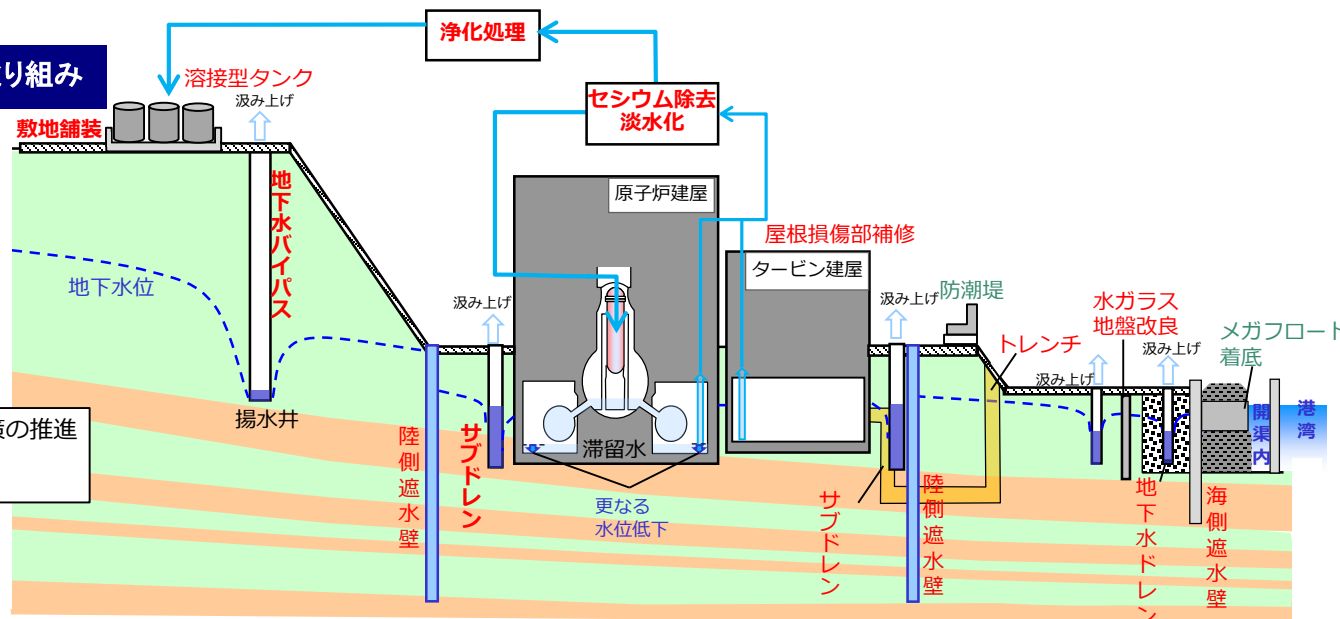 り組み
浄化処理
溶接型タンク
汲み上げ
敷地舗装
セシウム除去
淡水化
地下水バイパス
原子炉建屋
屋根損傷部補修
タービン建屋
地下水位
汲み上げ
汲み上げ
防潮堤
トレンチ
水ガラス
地盤改良
汲み上げ
汲み上げ
メガフロート
着底
開渠内
港湾
揚水井
の推進
陸側遮水壁
サブドレン
滞留水
更なる
水位低下
サブドレン
陸側遮水壁
地下水ドレン
海側遮水壁